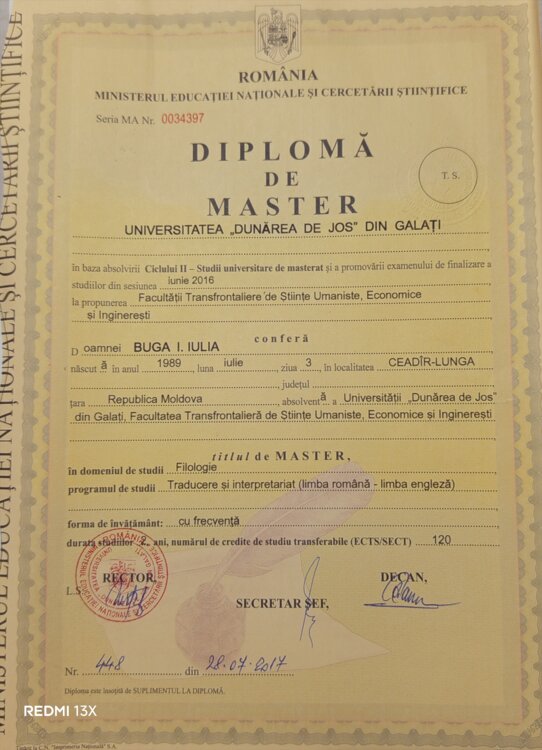 MINISTERUL EDUCAȚIEI NAȚIONALE ȘI CERCETĂRII ȘTIINȚIFICE
ROMÂNIA
MINISTERUL EDUCAȚIEI NAȚIONALE ȘI CERCETĂRII ȘTIINȚIFICE
Seria MA Nr. 0034397
DIPLOMĂ
DE
MASTER
T. S.
UNIVERSITATEA „DUNĂREA DE JOS” DIN GALAȚI
în baza absolvirii Ciclului II – Studii universitare de masterat și a promovării examenului de finalizare a
studiilor din sesiunea iunie 2016
la propunerea Facultății Transfrontaliere de Științe Umaniste, Economice
și Inginerești
conferă
D oamnei BUGA I. IULIA
născut ă în anul 1989 luna iulie ziua 3 în localitatea CEADÎR-LUNGA
județul
țara Republica Moldova absolvent ă a Universității „Dunărea de Jos”
din Galați, Facultatea Transfrontalieră de Științe Umaniste, Economice și Inginerești
titlul de MASTER,
în domeniul de studii Filologie
programul de studii Traducere și interpretariat (limba română - limba engleză)
forma de învățământ: cu frecvență
durata studiilor 2 ani, numărul de credite de studiu transferabile (ECTS/SECT) 120
RECTOR,
L.S.
SECRETAR ȘEF,
DECAN,
Nr. 448 din 28.07.2017
Diploma este însoțită de SUPLIMENTUL LA DIPLOMĂ.
REDMI 13X
C.N. "Imprimeria Națională" S.A.